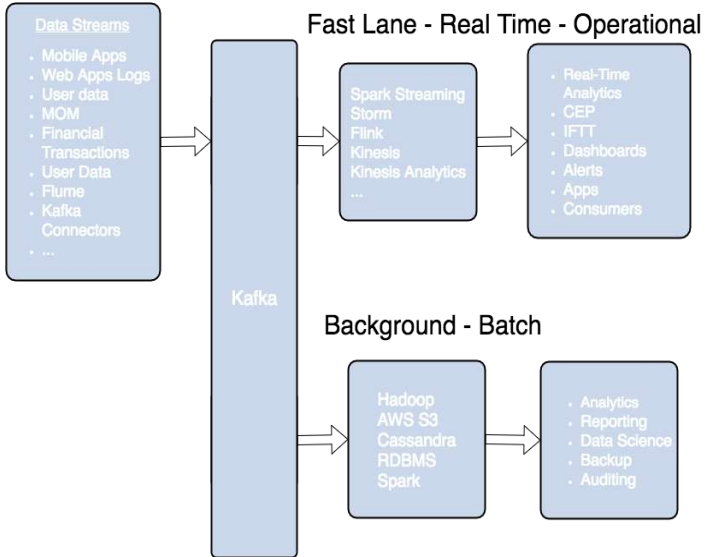 Data Streams
Mobile Apps
Web Apps Logs
User data
MOM
Financial
Transactions
User Data
Flume
Kafka
Connectors
...
Kafka
Fast Lane - Real Time - Operational
Spark Streaming
Storm
Flink
Kinesis
Kinesis Analytics
...
Real-Time
Analytics
CEP
IFTT
Dashboards
Alerts
Apps
Consumers
Background - Batch
Hadoop
AWS S3
Cassandra
RDBMS
Spark
Analytics
Reporting
Data Science
Backup
Auditing